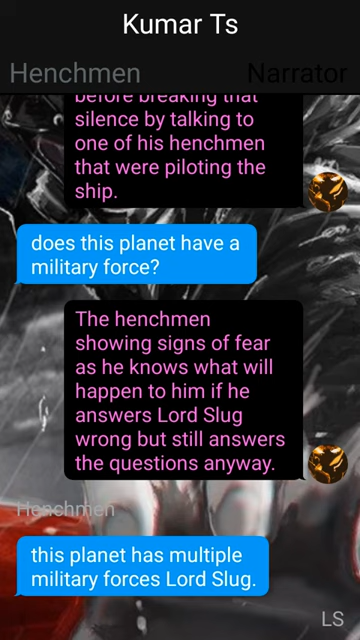 Kumar Ts
Henchmen
Narrator
before breaking that
silence by talking to
one of his henchmen
that were piloting the
ship.
does this planet have a
military force?
The henchmen
showing signs of fear
as he knows what will
happen to him if he
answers Lord Slug
wrong but still answers
the questions anyway.
Henchmen
this planet has multiple
military forces Lord Slug.
LS